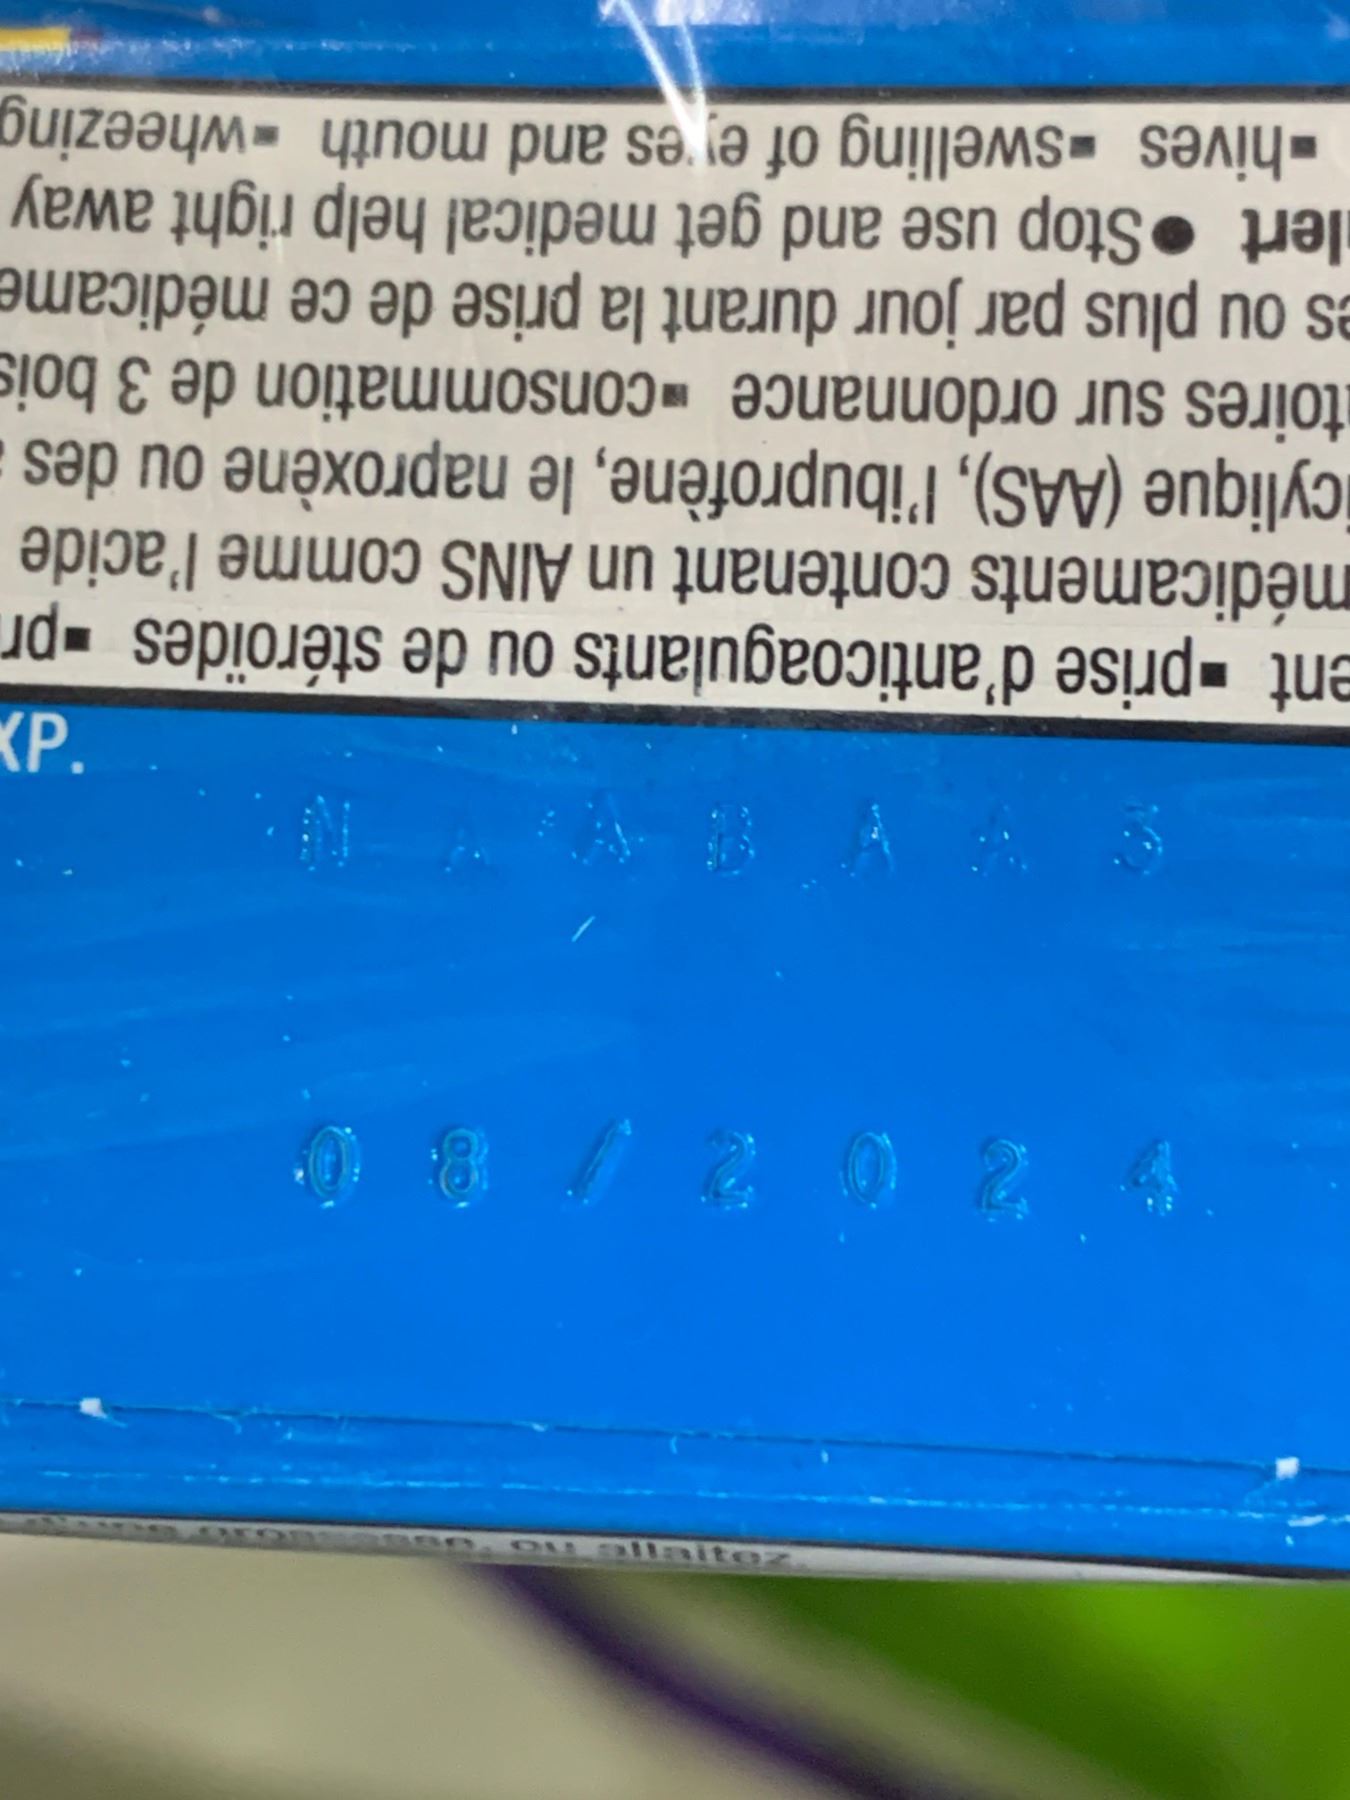 ent ▪prise d'anticoagulants ou de stéroïdes ▪pr
médicaments contenant un AINS comme l'acide
icylique (AAS), l'ibuprofène, le naproxène ou des
toires sur ordonnance ▪consommation de 3 bois
es ou plus par jour durant la prise de ce médicame
lert ●Stop use and get medical help right away
▪hives ▪swelling of eyes and mouth ▪wheezing
XP.
NAABAA3
08/2024
ou allaitez.